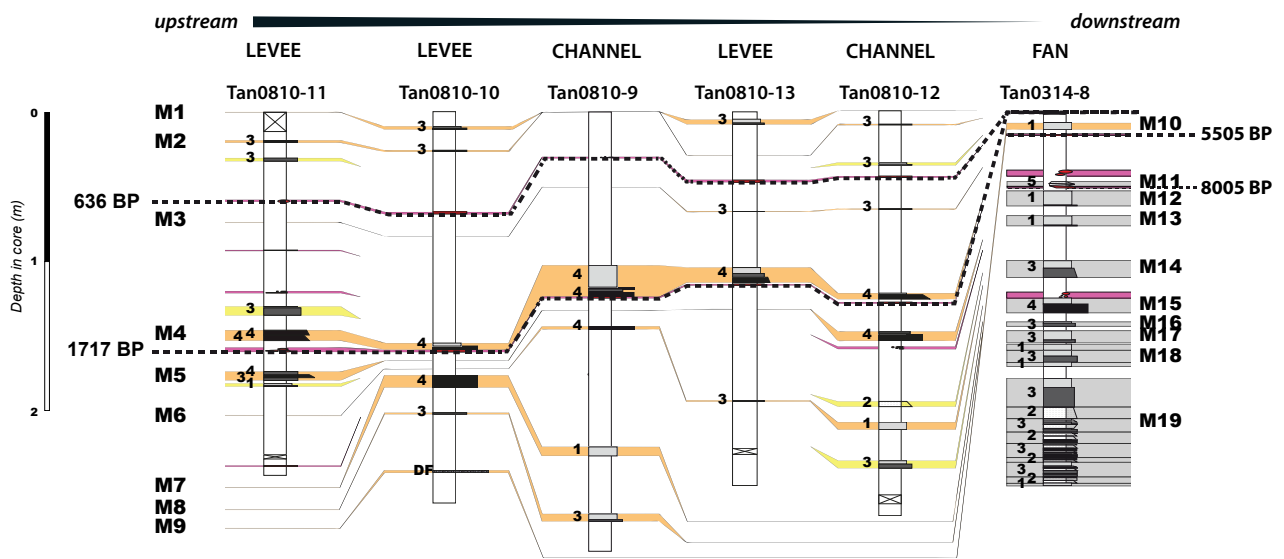 upstream downstream
LEVEE LEVEE CHANNEL LEVEE CHANNEL FAN
Tan0810-11 Tan0810-10 Tan0810-9 Tan0810-13 Tan0810-12 Tan0314-8
Depth in core (m)
0
1
2
M1
M2
636 BP
M3
M4
1717 BP
M5
M6
M7
M8
M9
3
3
3
4
4
4
3
1
3
3
4
4
3
DF
4
4
4
1
3
3
3
4
3
3
3
3
4
4
2
1
3
1
5
1
1
3
4
3
3
1
3
1
3
2
3
2
3
2
3
2
1
M10
5505 BP
M11
8005 BP
M12
M13
M14
M15
M16
M17
M18
M19